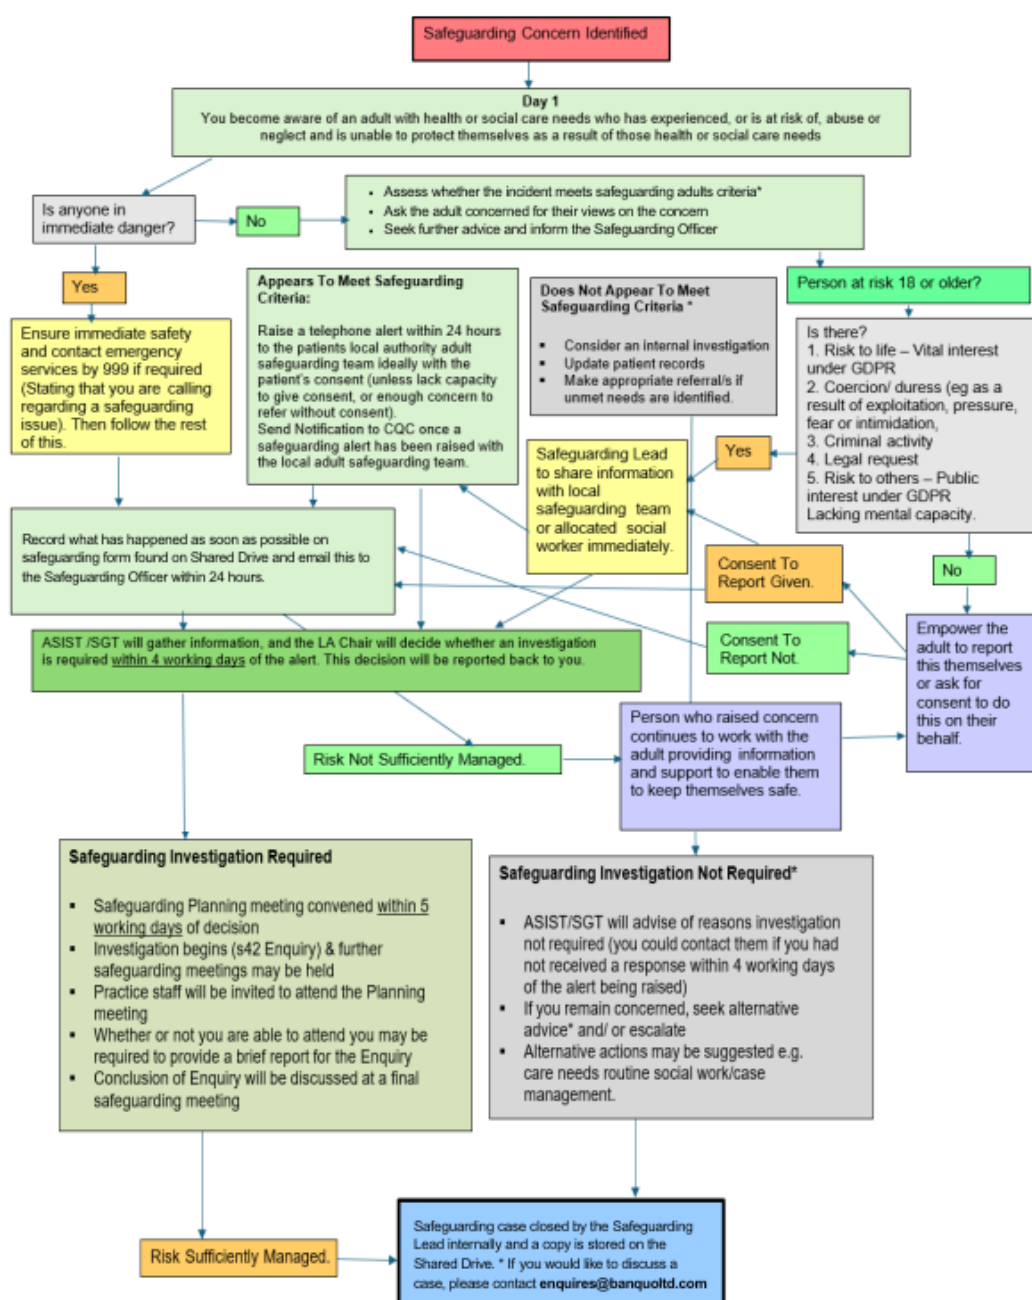 Safeguarding Concern Identified
Day 1
You become aware of an adult with health or social care needs who has experienced, or is at risk of, abuse or
neglect and is unable to protect themselves as a result of those health or social care needs
Is anyone in
immediate danger?
No
• Assess whether the incident meets safeguarding adults criteria*
• Ask the adult concerned for their views on the concern
• Seek further advice and inform the Safeguarding Officer
Yes
Appears To Meet Safeguarding
Criteria:
Raise a telephone alert within 24 hours
to the patients local authority adult
safeguarding team ideally with the
patient's consent (unless lack capacity
to give consent, or enough concern to
refer without consent).
Send Notification to CQC once a
safeguarding alert has been raised with
the local adult safeguarding team.
Does Not Appear To Meet
Safeguarding Criteria *
▪ Consider an internal investigation
▪ Update patient records
▪ Make appropriate referral/s if
unmet needs are identified.
Person at risk 18 or older?
Ensure immediate safety
and contact emergency
services by 999 if required
(Stating that you are calling
regarding a safeguarding
issue). Then follow the rest
of this.
Is there?
1. Risk to life – Vital interest
under GDPR
2. Coercion/ duress (eg as a
result of exploitation, pressure,
fear or intimidation,
3. Criminal activity
4. Legal request
5. Risk to others – Public
interest under GDPR
Lacking mental capacity.
Yes
Safeguarding Lead
to share information
with local
safeguarding team
or allocated social
worker immediately.
Record what has happened as soon as possible on
safeguarding form found on Shared Drive and email this to
the Safeguarding Officer within 24 hours.
Consent To
Report Given.
No
Consent To
Report Not.
Empower the
adult to report
this themselves
or ask for
consent to do
this on their
behalf.
ASIST /SGT will gather information, and the LA Chair will decide whether an investigation
is required within 4 working days of the alert. This decision will be reported back to you.
Risk Not Sufficiently Managed.
Person who raised concern
continues to work with the
adult providing information
and support to enable them
to keep themselves safe.
Safeguarding Investigation Required
▪ Safeguarding Planning meeting convened within 5
working days of decision
▪ Investigation begins (s42 Enquiry) & further
safeguarding meetings may be held
▪ Practice staff will be invited to attend the Planning
meeting
▪ Whether or not you are able to attend you may be
required to provide a brief report for the Enquiry
▪ Conclusion of Enquiry will be discussed at a final
safeguarding meeting
Safeguarding Investigation Not Required*
▪ ASIST/SGT will advise of reasons investigation
not required (you could contact them if you had
not received a response within 4 working days
of the alert being raised)
▪ If you remain concerned, seek alternative
advice* and/ or escalate
▪ Alternative actions may be suggested e.g.
care needs routine social work/case
management.
Risk Sufficiently Managed.
Safeguarding case closed by the Safeguarding
Lead internally and a copy is stored on the
Shared Drive. * If you would like to discuss a
case, please contact enquires@banquoltd.com